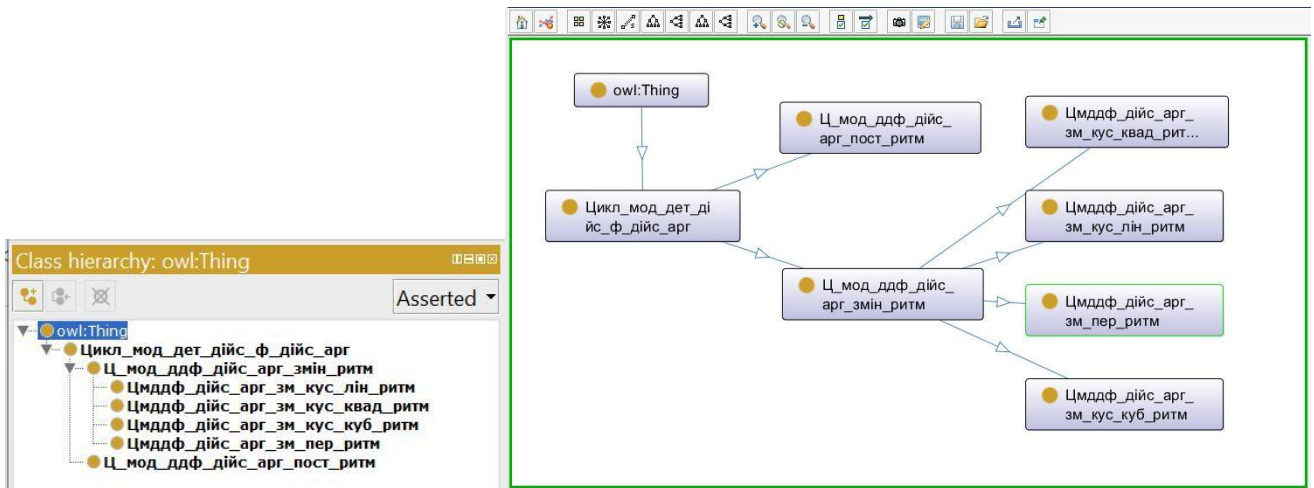 Class hierarchy: owl:Thing
Asserted
owl:Thing
Цикл_мод_дет_дійс_ф_дійс_арг
Ц_мод_ддф_дійс_арг_змін_ритм
Цмддф_дійс_арг_зм_кус_лін_ритм
Цмддф_дійс_арг_зм_кус_квад_ритм
Цмддф_дійс_арг_зм_кус_куб_ритм
Цмддф_дійс_арг_зм_пер_ритм
Ц_мод_ддф_дійс_арг_пост_ритм
owl:Thing
Ц_мод_ддф_дійс_
арг_пост_ритм
Цмддф_дійс_арг_
зм_кус_квад_рит...
Цикл_мод_дет_ді
йс_ф_дійс_арг
Цмддф_дійс_арг_
зм_кус_лін_ритм
Ц_мод_ддф_дійс_
арг_змін_ритм
Цмддф_дійс_арг_
зм_пер_ритм
Цмддф_дійс_арг_
зм_кус_куб_ритм